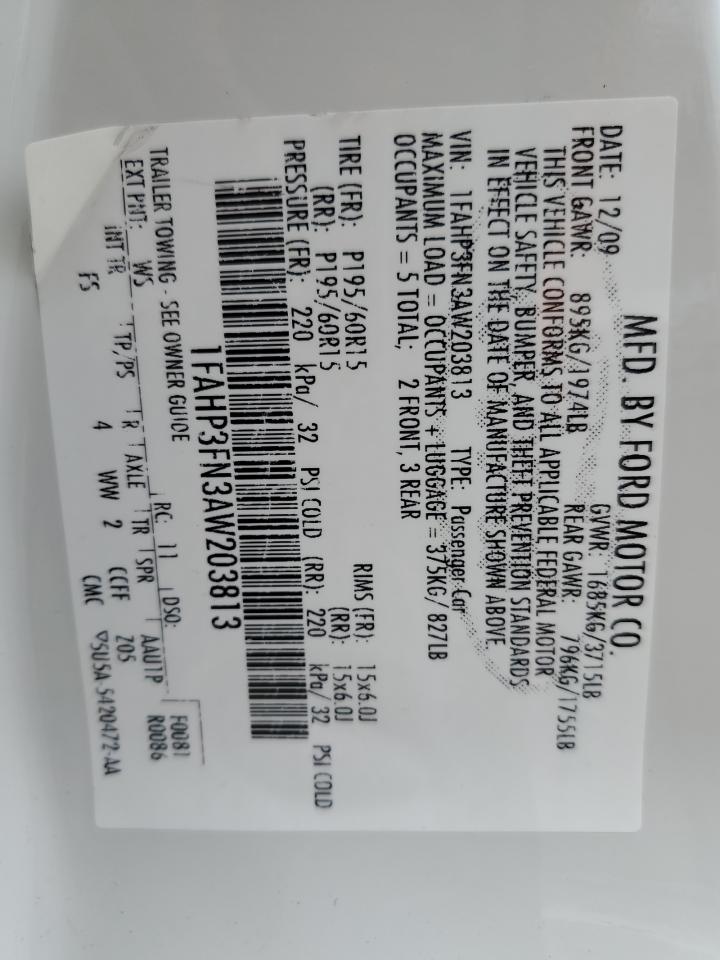 MFD. BY FORD MOTOR CO.
DATE: 12/09 GVWR: 1685KG/3715LB
FRONT GAWR: 895KG/1974LB REAR GAWR: 796KG/1755LB
THIS VEHICLE CONFORMS TO ALL APPLICABLE FEDERAL MOTOR
VEHICLE SAFETY, BUMPER, AND THEFT PREVENTION STANDARDS
IN EFFECT ON THE DATE OF MANUFACTURE SHOWN ABOVE.
VIN: 1FAHP3FN3AW203813 TYPE: Passenger Car
MAXIMUM LOAD = OCCUPANTS + LUGGAGE = 375KG/827LB
OCCUPANTS = 5 TOTAL; 2 FRONT, 3 REAR
TIRE (FR): P195/60R15 RIMS (FR): 15x6.0J
(RR): P195/60R15 (RR): 15x6.0J
PRESSURE (FR): 220 kPa/ 32 PSI COLD (RR): 220 kPa/ 32 PSI COLD
1FAHP3FN3AW203813
TRAILER TOWING - SEE OWNER GUIDE
F0081
EXT PNT: WS RC: 11 DSO: R0086
INT TR TP/PS R AXLE TR SPR AAU1P
FS 4 WW 2 CCFF 705
CMC ▽5U5A-5420472-AA